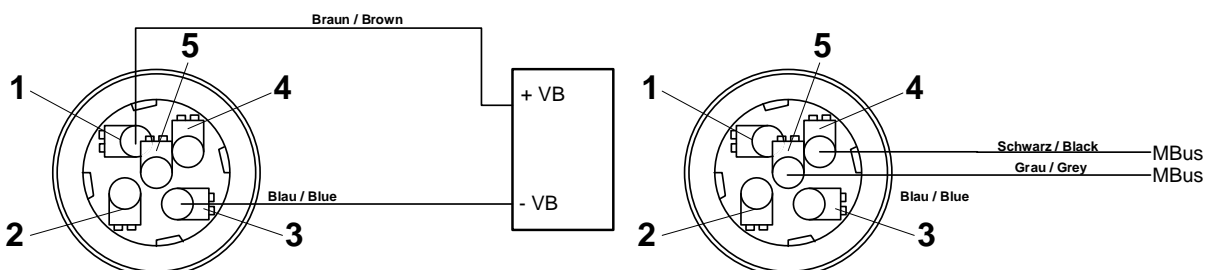 Braun / Brown
5
1
4
+ VB
Blau / Blue
- VB
2
3
5
1
4
Schwarz / Black
MBus
Grau / Grey
MBus
Blau / Blue
2
3